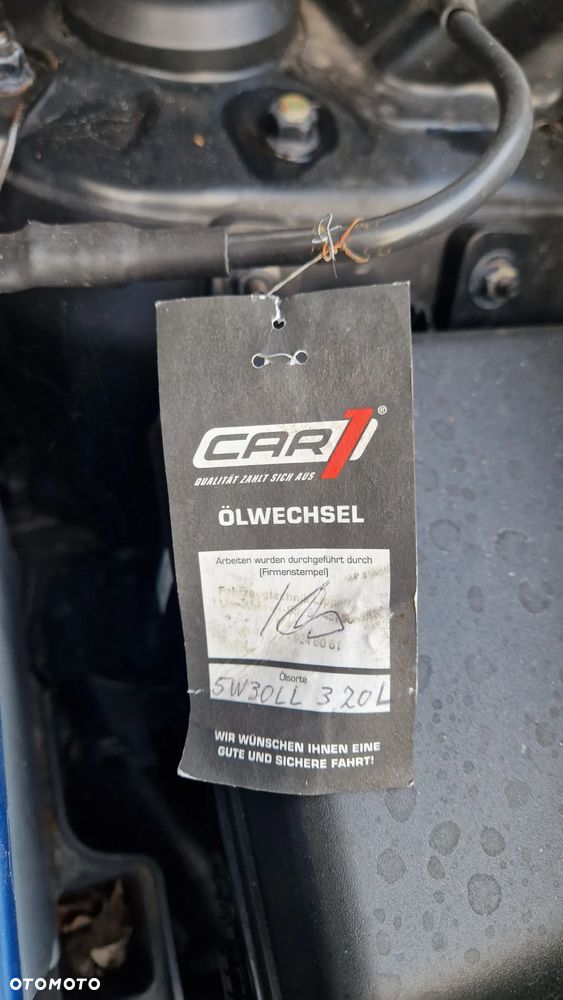 CAR1®
QUALITÄT ZAHLT SICH AUS
ÖLWECHSEL
Arbeiten wurden durchgeführt durch
(Firmenstempel)
Fahrzeugtechnik
Ölsorte
5W30LL 3,20L
WIR WÜNSCHEN IHNEN EINE
GUTE UND SICHERE FAHRT!
OTOMOTO